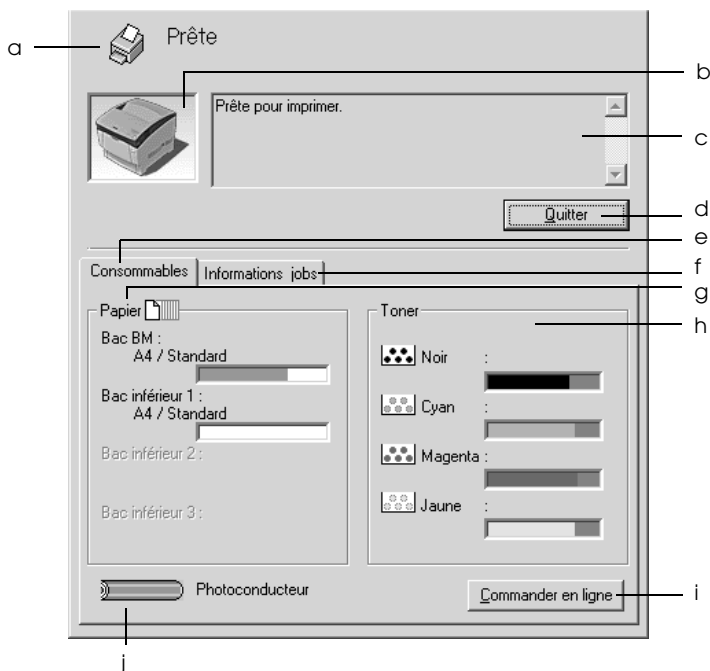 a
Prête
b
Prête pour imprimer.
c
Quitter
d
e
Consommables
Informations jobs
f
g
Papier
Toner
h
Bac BM :
A4 / Standard
Noir :
Bac inférieur 1 :
A4 / Standard
Cyan :
Bac inférieur 2 :
Magenta :
Bac inférieur 3 :
Jaune :
Photoconducteur
Commander en ligne
i
j